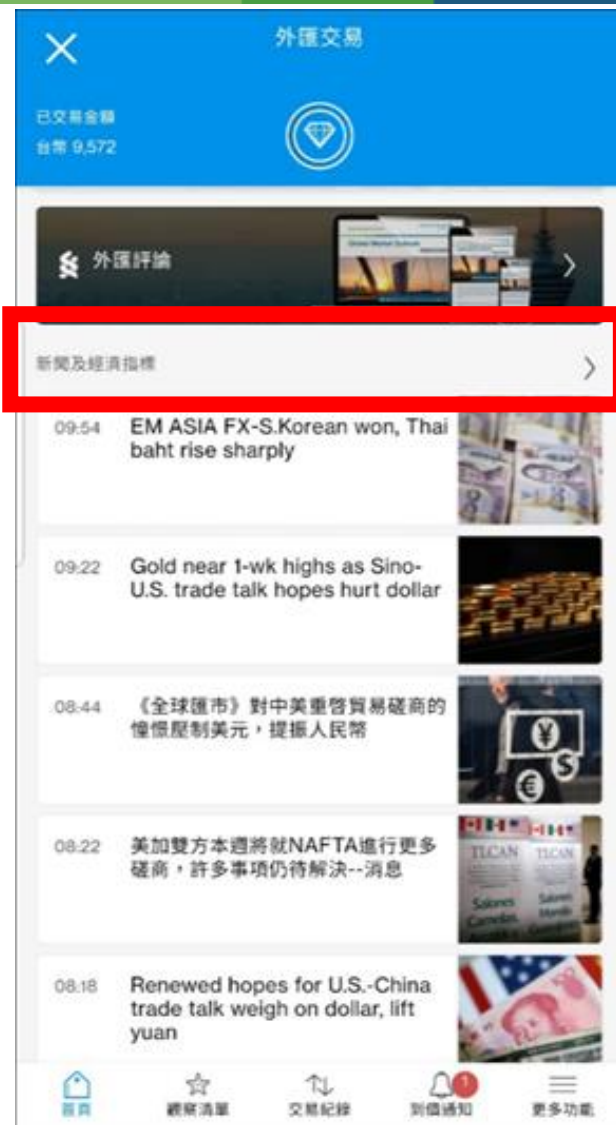 外匯交易
已交易金額
台幣 9,572
外匯評論
新聞及經濟指標
09:54
EM ASIA FX-S.Korean won, Thai
baht rise sharply
09:22
Gold near 1-wk highs as Sino-
U.S. trade talk hopes hurt dollar
08:44
《全球匯市》對中美重啓貿易磋商的
憧憬壓制美元，提振人民幣
08:22
美加雙方本週將就NAFTA進行更多
磋商，許多事項仍待解決--消息
TLCAN TLCAN
Salones Salones
08:18
Renewed hopes for U.S.-China
trade talk weigh on dollar, lift
yuan
1
首頁 觀察清單 交易紀錄 到價通知 更多功能